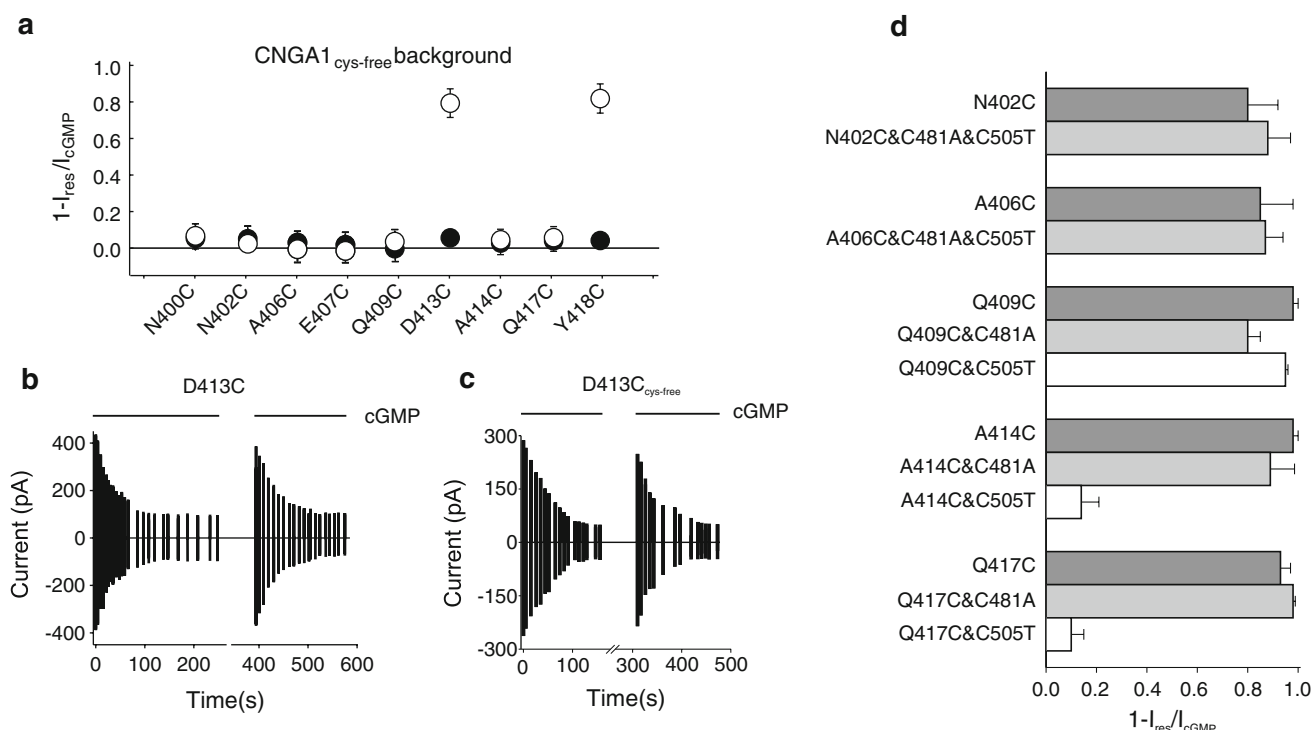 a
CNGA1cys-free background
1-Ires/IcGMP
1.0
0.8
0.6
0.4
0.2
0.0
N400C
N402C
A406C
E407C
Q409C
D413C
A414C
Q417C
Y418C
b
D413C
cGMP
Current (pA)
400
200
0
-200
-400
0
100
200
400
500
600
Time(s)
c
D413Ccys-free
cGMP
Current (pA)
300
150
0
-150
-300
0
100
300
400
500
Time(s)
d
N402C
N402C&C481A&C505T
A406C
A406C&C481A&C505T
Q409C
Q409C&C481A
Q409C&C505T
A414C
A414C&C481A
A414C&C505T
Q417C
Q417C&C481A
Q417C&C505T
0.0
0.2
0.4
0.6
0.8
1.0
1-Ires/IcGMP